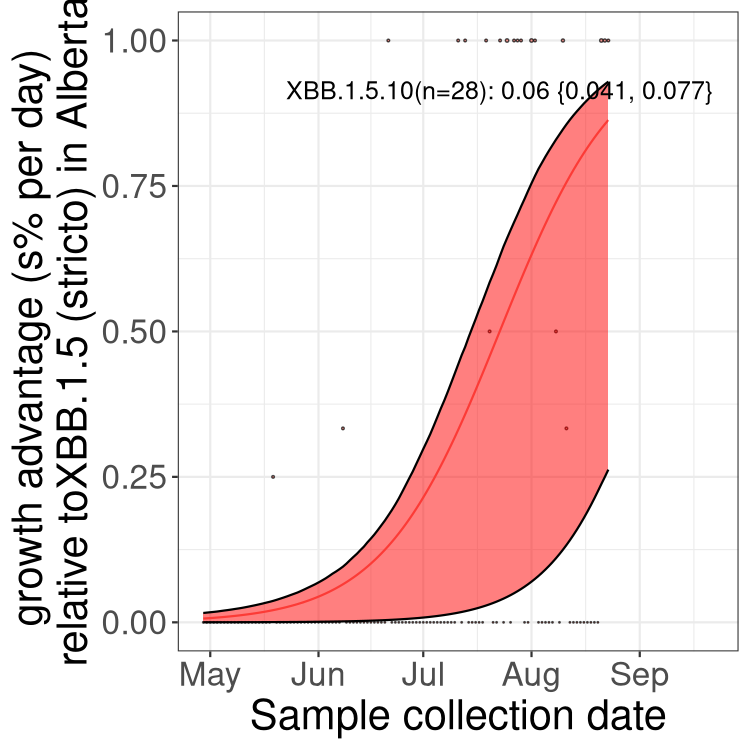 growth advantage (s% per day)
relative toXBB.1.5 (stricto) in Alberta
1.00
0.75
0.50
0.25
0.00
XBB.1.5.10(n=28): 0.06 {0.041, 0.077}
May Jun Jul Aug Sep
Sample collection date